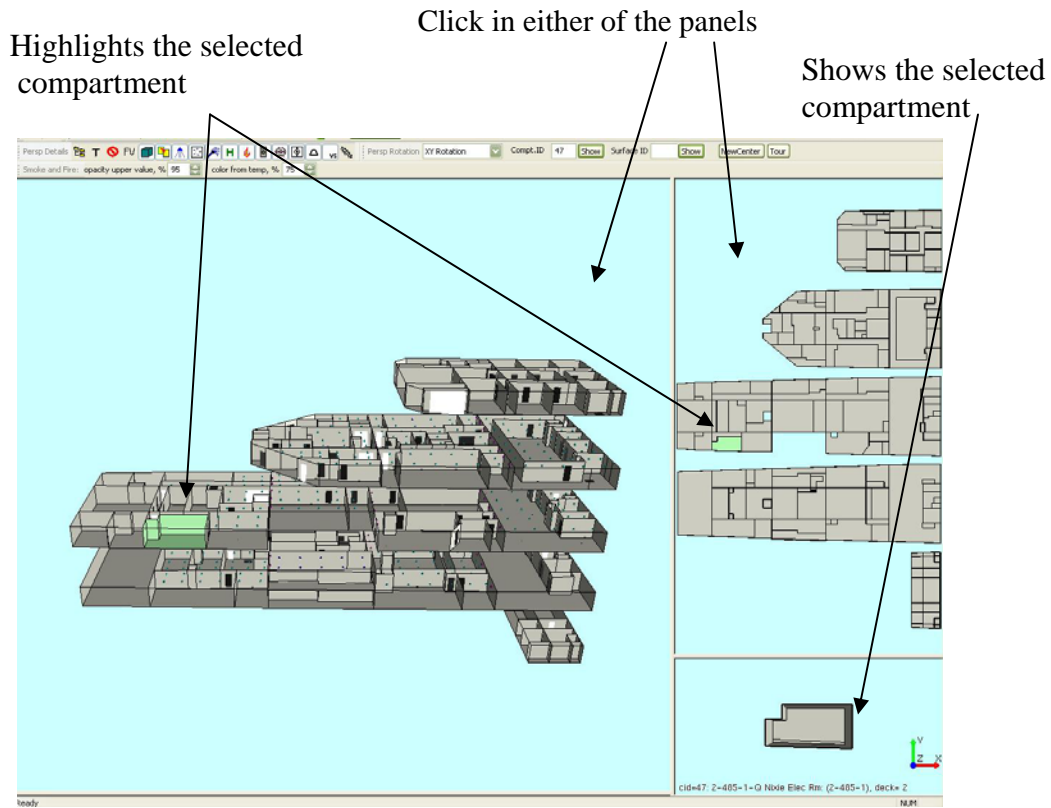 Click in either of the panels
Highlights the selected
compartment
Shows the selected
compartment
Persp Details T FV H vs Persp Rotation XY Rotation Compt.ID 47 Show Surface ID Show NewCenter Tour
Smoke and Fire: opacity upper value, % 95 color from temp, % 75
Y
Z X
cid=47: 2-485-1-Q Nixie Elec Rm: (2-485-1), deck= 2
Ready NUM